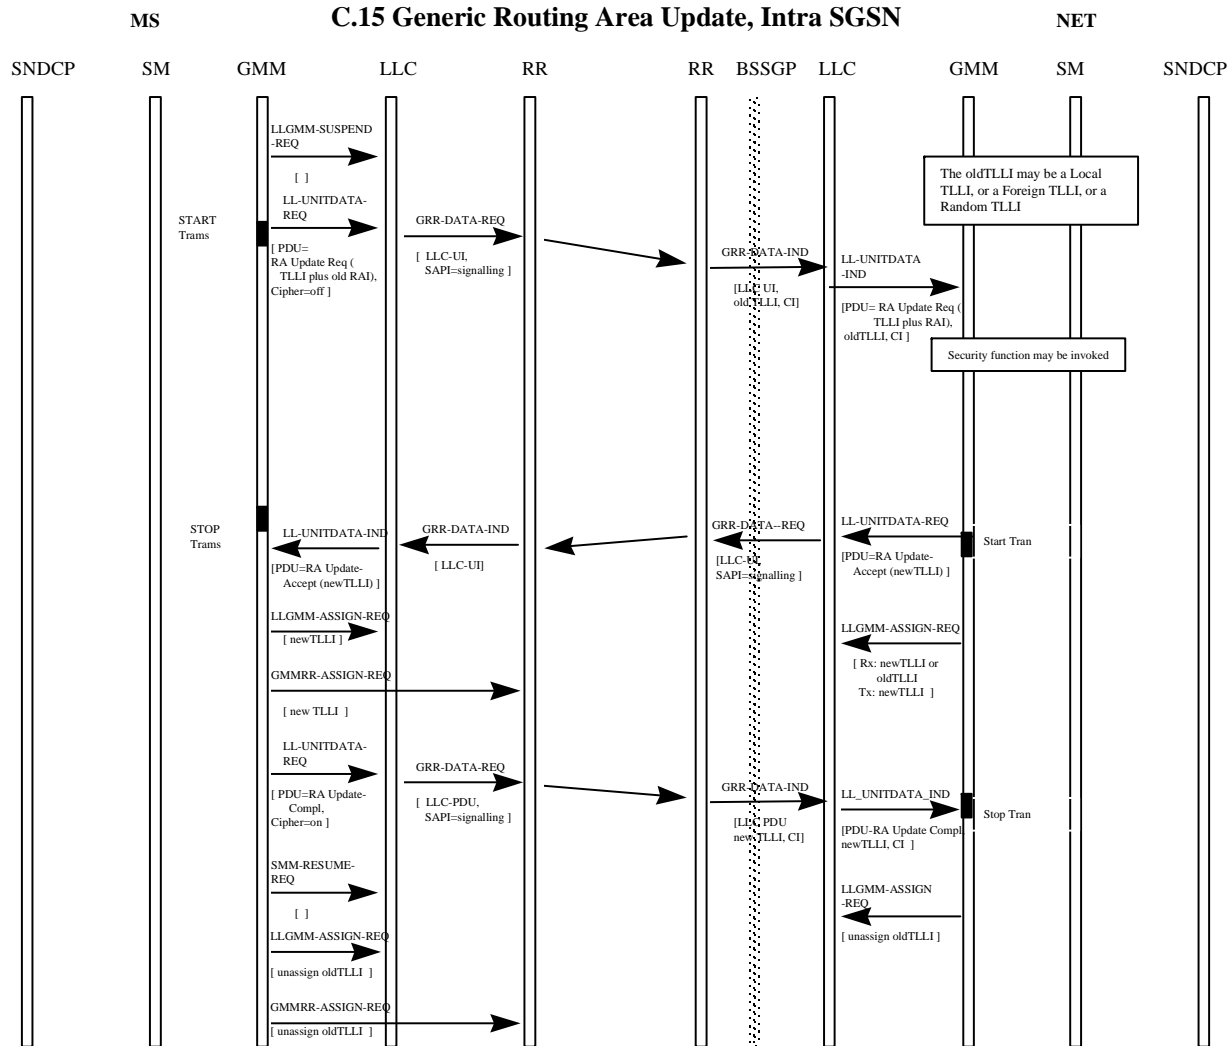 C.15 Generic Routing Area Update, Intra SGSN
MS
NET
SNDCP SM GMM LLC RR RR BSSGP LLC GMM SM SNDCP
LLGMM-SUSPEND
-REQ
[ ]
LL-UNITDATA-
REQ
START
Trams
[ PDU=
RA Update Req (
TLLI plus old RAI),
Cipher=off ]
GRR-DATA-REQ
[ LLC-UI,
SAPI=signalling ]
GRR-DATA-IND
[LLC UI,
old TLLI, CI]
LL-UNITDATA
-IND
[PDU= RA Update Req (
TLLI plus RAI),
oldTLLI, CI ]
The oldTLLI may be a Local
TLLI, or a Foreign TLLI, or a
Random TLLI
Security function may be invoked
STOP
Trams
LL-UNITDATA-IND
[PDU=RA Update-
Accept (newTLLI) ]
GRR-DATA-IND
[ LLC-UI]
GRR-DATA--REQ
[LLC-UI,
SAPI=signalling ]
LL-UNITDATA-REQ
[PDU=RA Update-
Accept (newTLLI) ]
Start Tran
LLGMM-ASSIGN-REQ
[ newTLLI ]
LLGMM-ASSIGN-REQ
[ Rx: newTLLI or
oldTLLI
Tx: newTLLI ]
GMMRR-ASSIGN-REQ
[ new TLLI ]
LL-UNITDATA-
REQ
[ PDU=RA Update-
Compl,
Cipher=on ]
GRR-DATA-REQ
[ LLC-PDU,
SAPI=signalling ]
GRR-DATA-IND
[LLC PDU
new TLLI, CI]
LL_UNITDATA_IND
[PDU-RA Update Compl,
newTLLI, CI ]
Stop Tran
SMM-RESUME-
REQ
[ ]
LLGMM-ASSIGN
-REQ
[ unassign oldTLLI ]
LLGMM-ASSIGN-REQ
[ unassign oldTLLI ]
GMMRR-ASSIGN-REQ
[ unassign oldTLLI ]